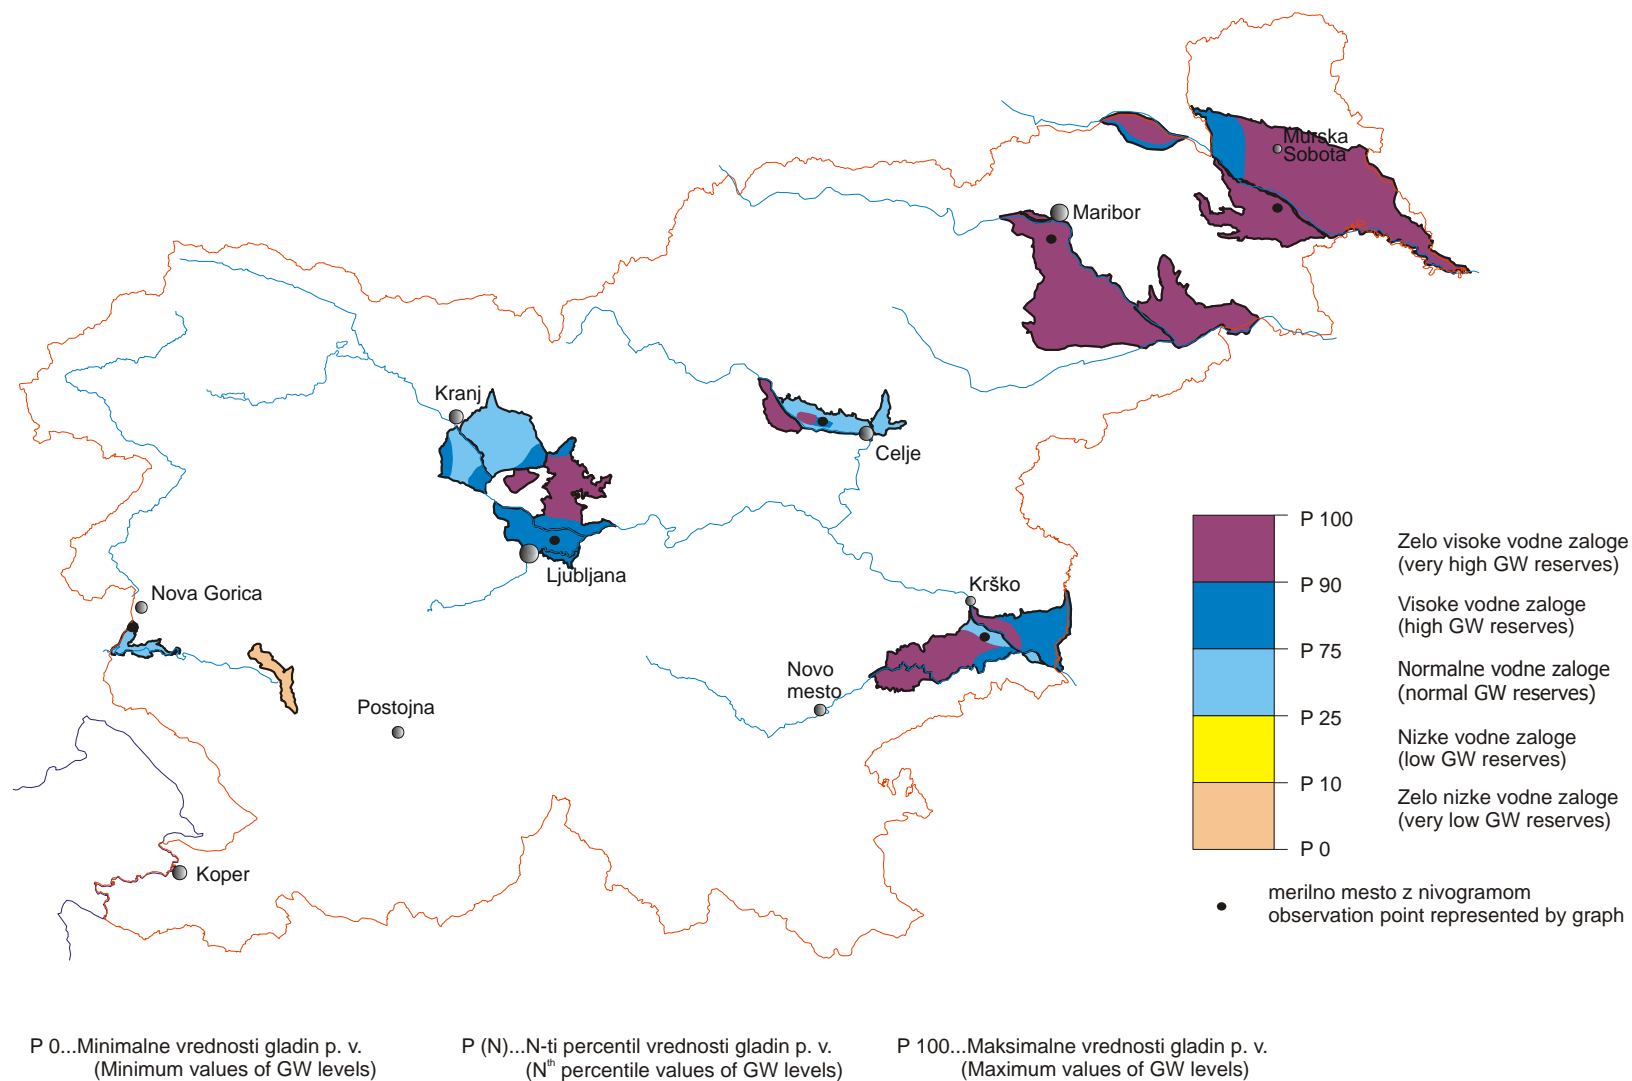 Murska
Sobota
Maribor
Kranj
Celje
Ljubljana
Nova Gorica
Krško
Novo
mesto
Postojna
Koper
P 100
Zelo visoke vodne zaloge
(very high GW reserves)
P 90
Visoke vodne zaloge
(high GW reserves)
P 75
Normalne vodne zaloge
(normal GW reserves)
P 25
Nizke vodne zaloge
(low GW reserves)
P 10
Zelo nizke vodne zaloge
(very low GW reserves)
P 0
merilno mesto z nivogramom
observation point represented by graph
P 0...Minimalne vrednosti gladin p. v.
(Minimum values of GW levels)
P (N)...N-ti percentil vrednosti gladin p. v.
(Nth percentile values of GW levels)
P 100...Maksimalne vrednosti gladin p. v.
(Maximum values of GW levels)